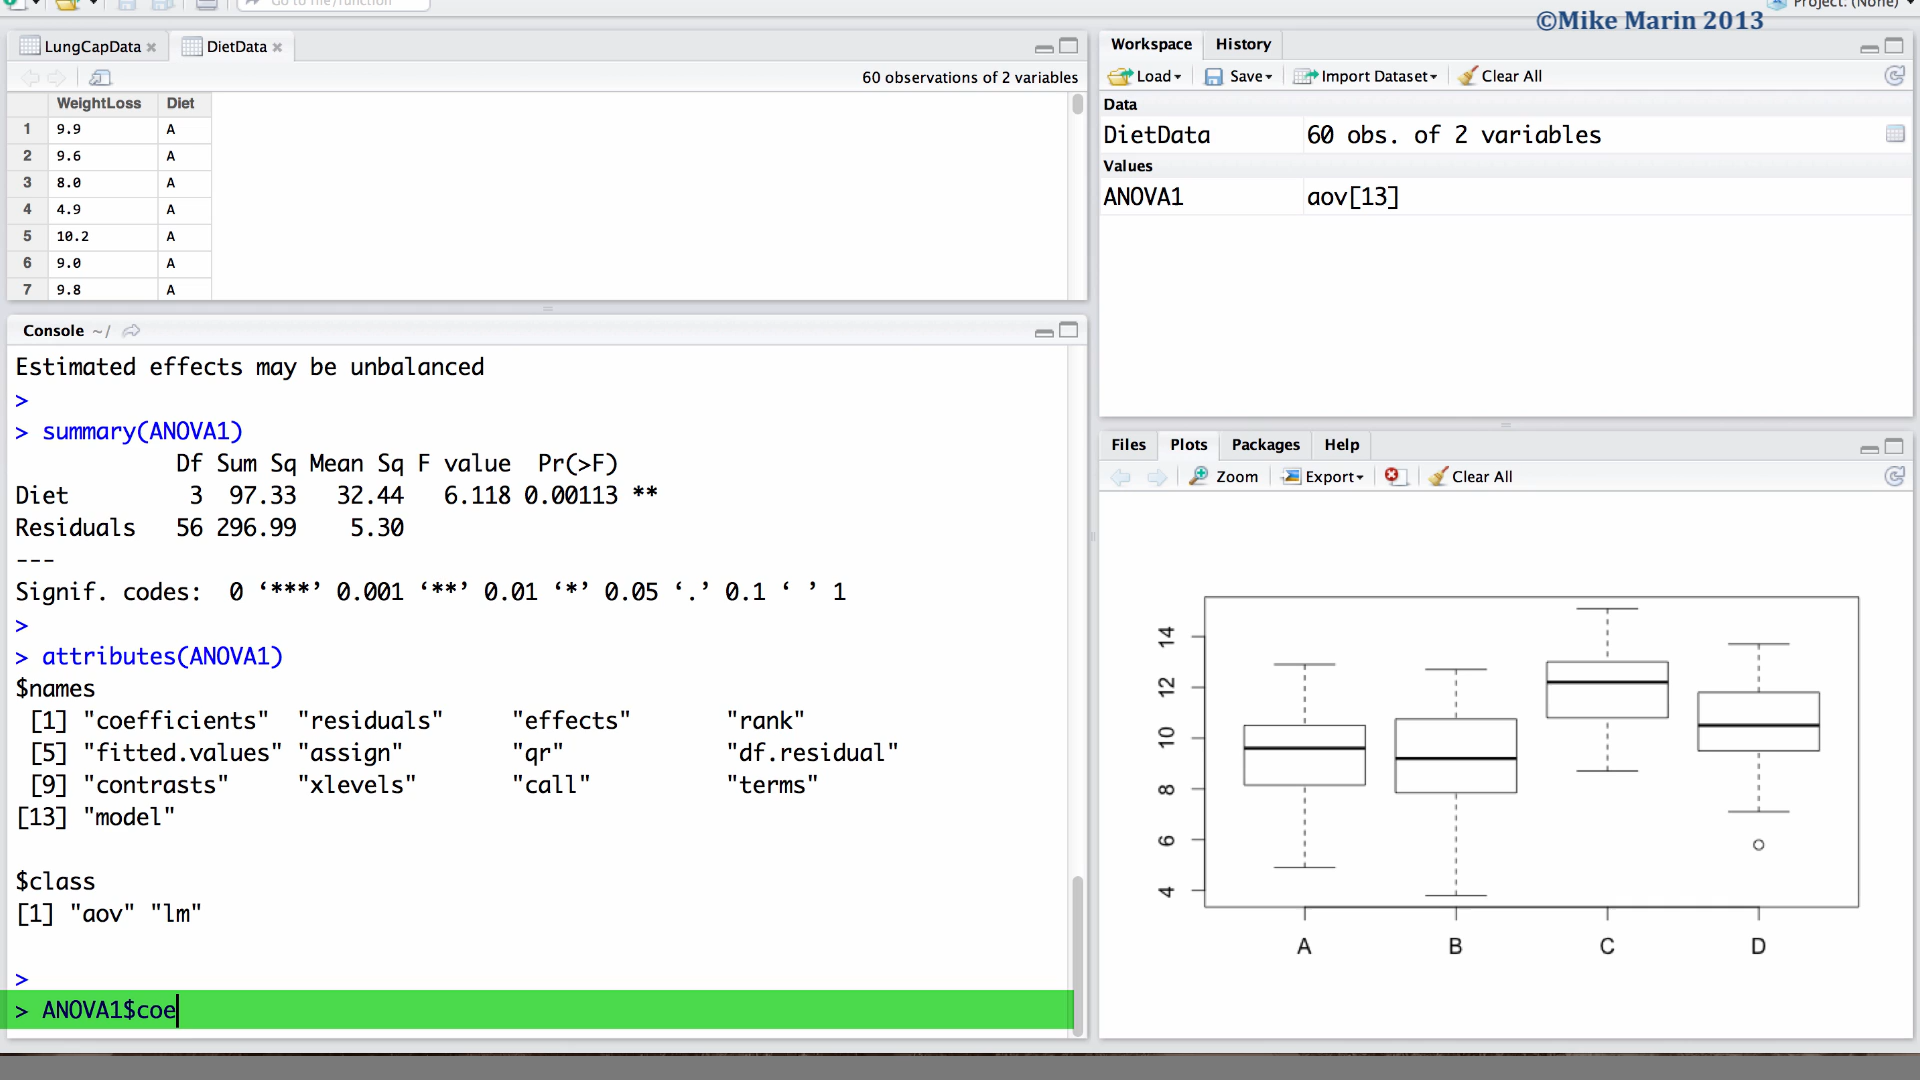 Go to file/function
Project: (None)
©Mike Marin 2013
LungCapData
DietData
60 observations of 2 variables
WeightLoss Diet
1 9.9 A
2 9.6 A
3 8.0 A
4 4.9 A
5 10.2 A
6 9.0 A
7 9.8 A
Console ~/
Estimated effects may be unbalanced
>
> summary(ANOVA1)
Df Sum Sq Mean Sq F value Pr(>F)
Diet 3 97.33 32.44 6.118 0.00113 **
Residuals 56 296.99 5.30
---
Signif. codes: 0 ‘***’ 0.001 ‘**’ 0.01 ‘*’ 0.05 ‘.’ 0.1 ‘ ’ 1
>
> attributes(ANOVA1)
$names
[1] "coefficients" "residuals" "effects" "rank"
[5] "fitted.values" "assign" "qr" "df.residual"
[9] "contrasts" "xlevels" "call" "terms"
[13] "model"
$class
[1] "aov" "lm"
>
> ANOVA1$coe
Workspace History
Load Save Import Dataset Clear All
Data
DietData 60 obs. of 2 variables
Values
ANOVA1 aov[13]
Files Plots Packages Help
Zoom Export Clear All
14
12
10
8
6
4
A B C D